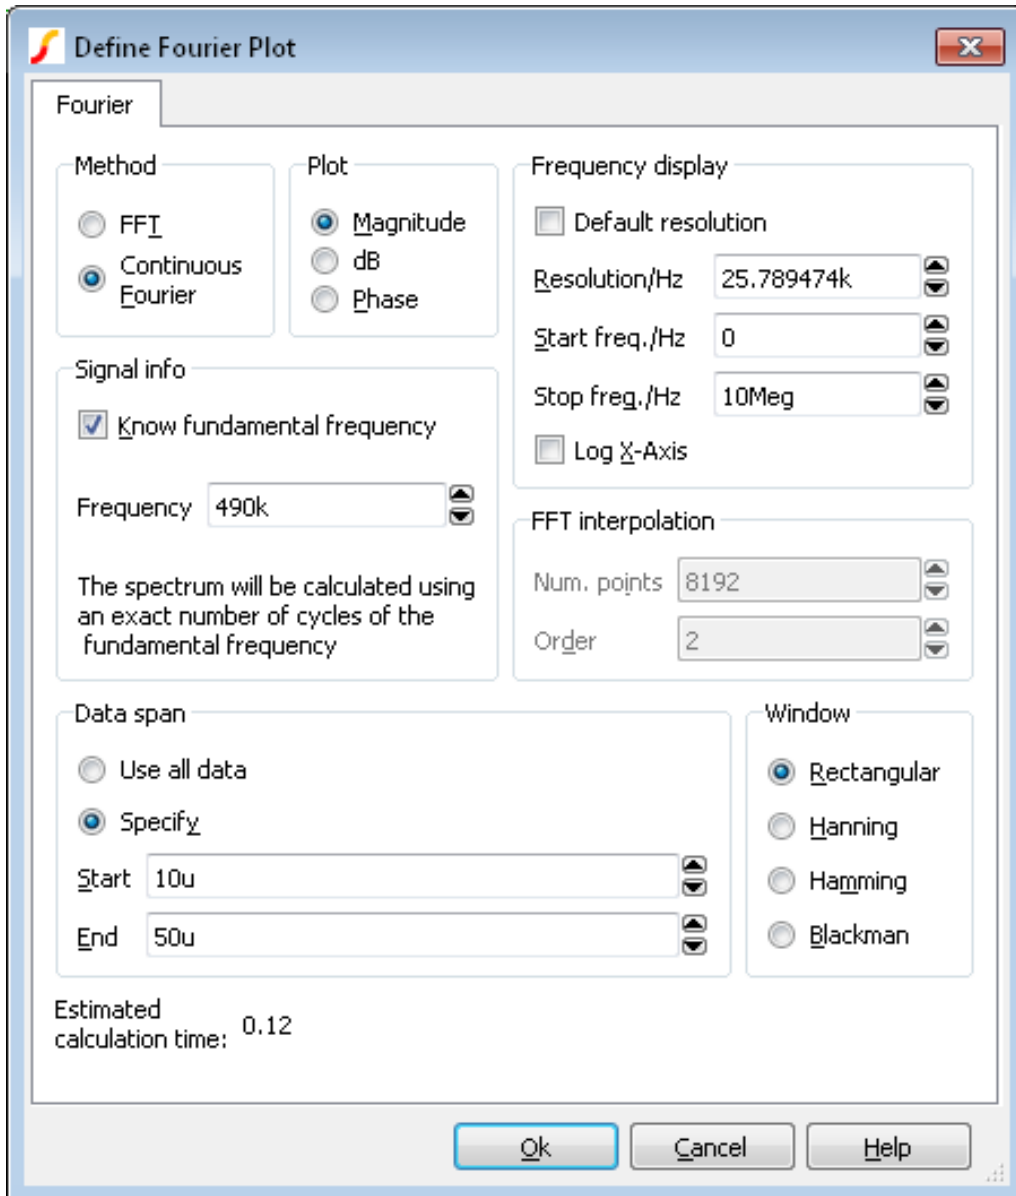 Define Fourier Plot
Fourier
Method
FFT
Continuous
Fourier
Plot
Magnitude
dB
Phase
Frequency display
Default resolution
Resolution/Hz 25.789474k
Start freq./Hz 0
Stop freq./Hz 10Meg
Log X-Axis
Signal info
Know fundamental frequency
Frequency 490k
The spectrum will be calculated using
an exact number of cycles of the
fundamental frequency
FFT interpolation
Num. points 8192
Order 2
Data span
Use all data
Specify
Start 10u
End 50u
Window
Rectangular
Hanning
Hamming
Blackman
Estimated
calculation time: 0.12
Ok Cancel Help